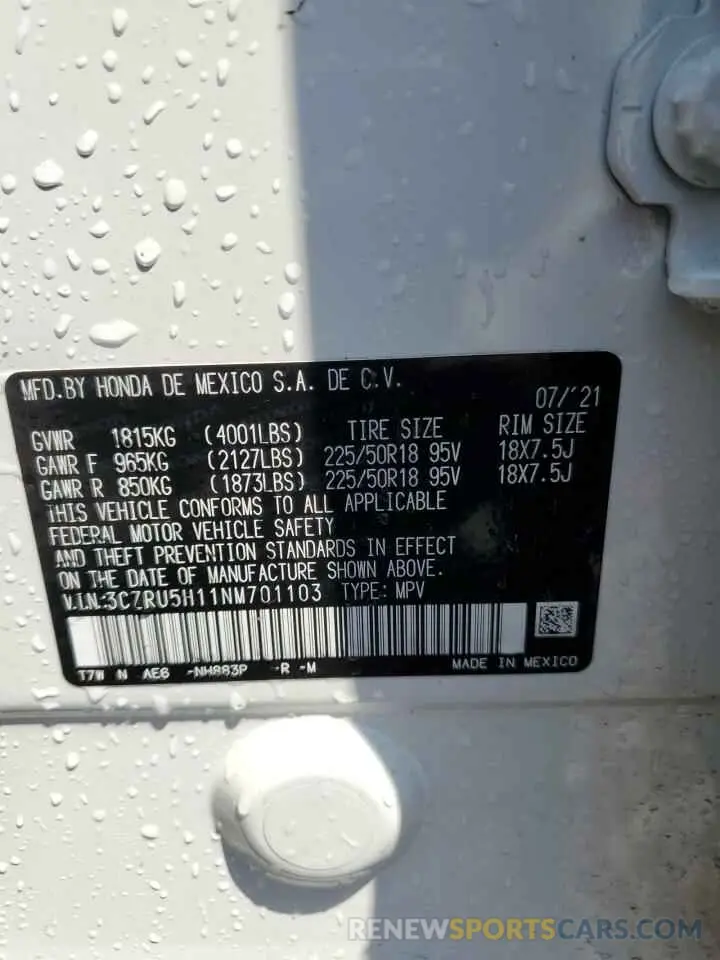 MFD.BY HONDA DE MEXICO S.A. DE C.V.
07/'21
GVWR 1815KG (4001LBS) TIRE SIZE RIM SIZE
GAWR F 965KG (2127LBS) 225/50R18 95V 18X7.5J
GAWR R 850KG (1873LBS) 225/50R18 95V 18X7.5J
THIS VEHICLE CONFORMS TO ALL APPLICABLE
FEDERAL MOTOR VEHICLE SAFETY
AND THEFT PREVENTION STANDARDS IN EFFECT
ON THE DATE OF MANUFACTURE SHOWN ABOVE.
V.I.N:3CZRU5H11NM701103 TYPE: MPV
T7W N AE6 -NH883P -R -M MADE IN MEXICO
RENEWSPORTSCARS.COM